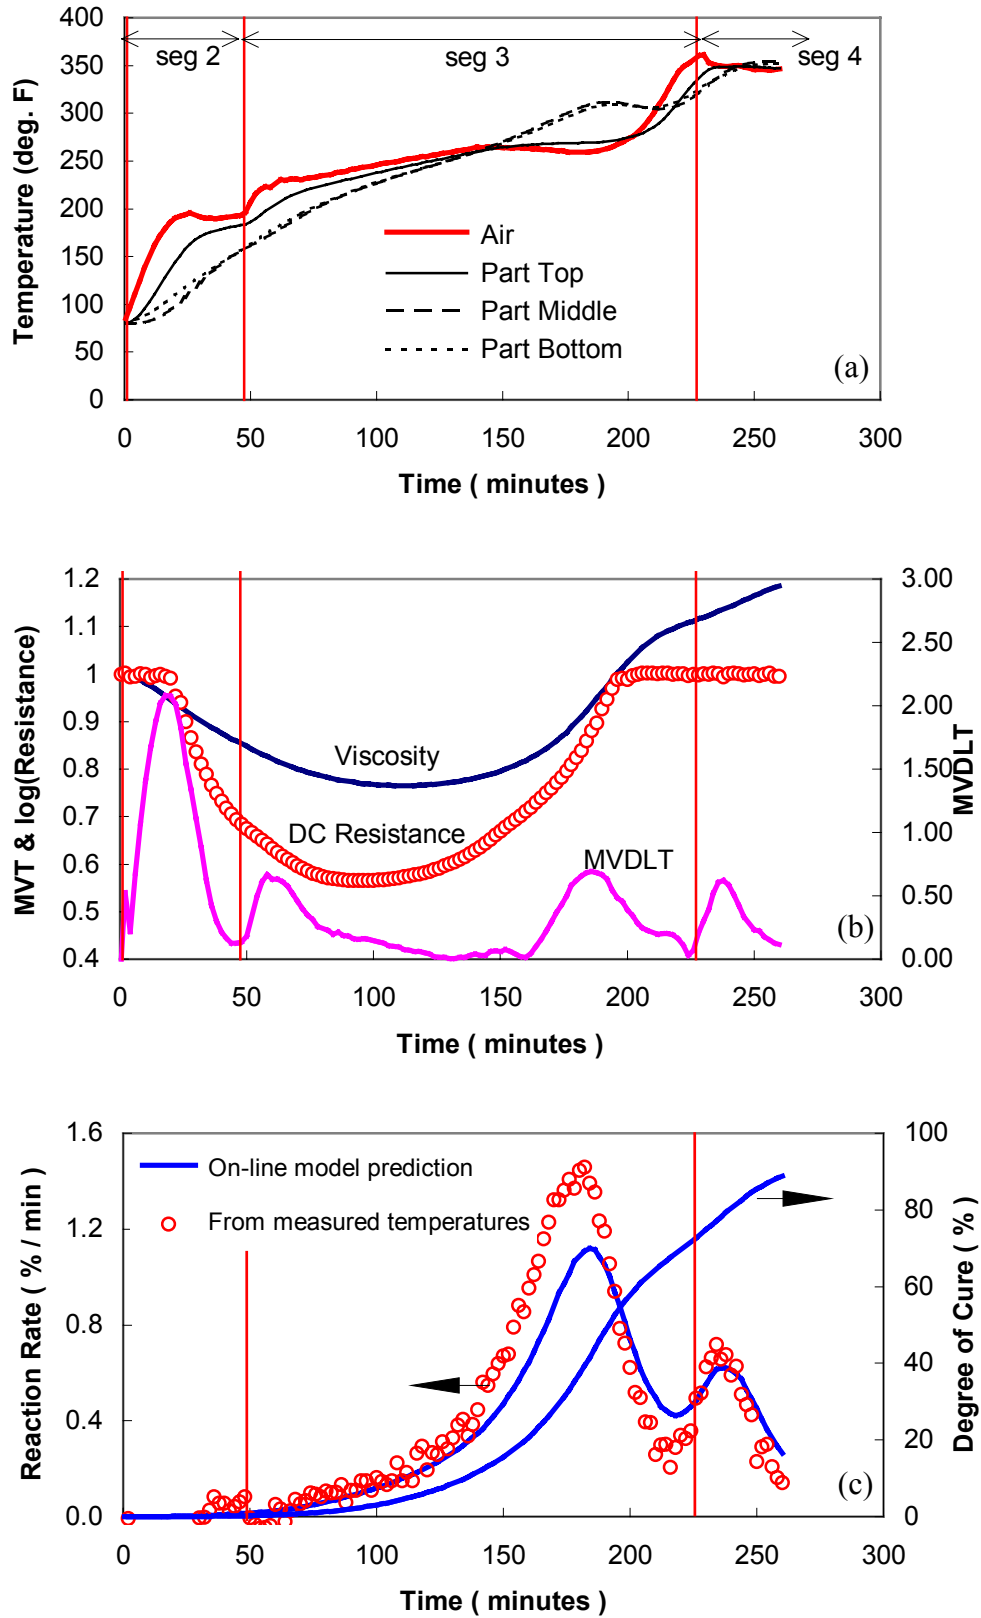 400
350
300
250
200
150
100
50
0
Temperature (deg. F)
seg 2
seg 3
seg 4
Air
Part Top
Part Middle
Part Bottom
(a)
0 50 100 150 200 250 300
Time ( minutes )
1.2
1.1
1
0.9
0.8
0.7
0.6
0.5
0.4
MVT & log(Resistance)
Viscosity
DC Resistance
MVDLT
(b)
3.00
2.50
2.00
1.50
1.00
0.50
0.00
MVDLT
0 50 100 150 200 250 300
Time ( minutes )
1.6
1.2
0.8
0.4
0.0
Reaction Rate ( % / min )
On-line model prediction
From measured temperatures
(c)
100
80
60
40
20
0
Degree of Cure ( % )
0 50 100 150 200 250 300
Time ( minutes )